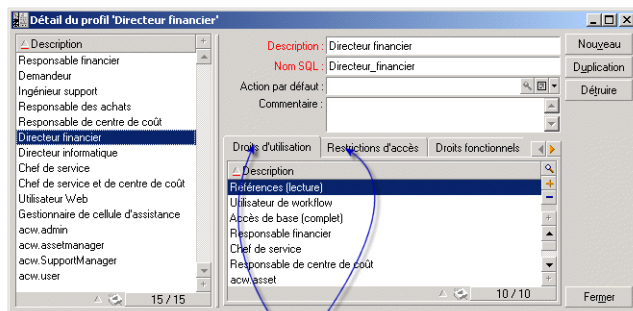 Détail du profil 'Directeur financier'
Description
Responsable financier
Demandeur
Ingénieur support
Responsable des achats
Responsable de centre de coût
Directeur financier
Directeur informatique
Chef de service
Chef de service et de centre de coût
Utilisateur Web
Gestionnaire de cellule d'assistance
acw.admin
acw.assetmanager
acw.SupportManager
acw.user
15 / 15
Description : Directeur financier
Nom SQL : Directeur_financier
Action par défaut :
Commentaire :
Droits d'utilisation Restrictions d'accès Droits fonctionnels
Description
Références (lecture)
Utilisateur de workflow
Accès de base (complet)
Responsable financier
Chef de service
Responsable de centre de coût
acw.asset
10 / 10
Nouveau
Duplication
Détruire
Fermer